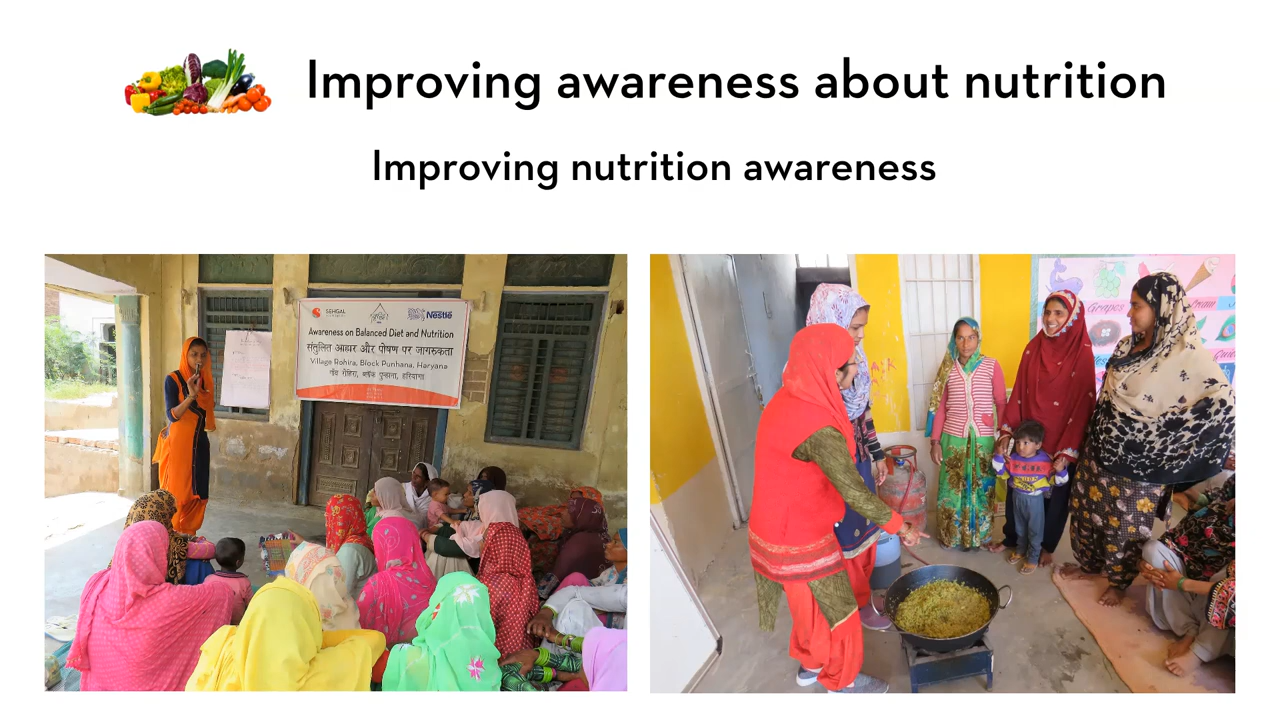 Improving awareness about nutrition
Improving nutrition awareness
SEHGAL
Nestlé
Awareness on Balanced Diet and Nutrition
संतुलित आहार और पोषण पर जागरुकता
Village Rohira, Block Punhana, Haryana
गाँव रोहिरा, ब्लॉक पुन्हाना, हरियाणा
Grapes